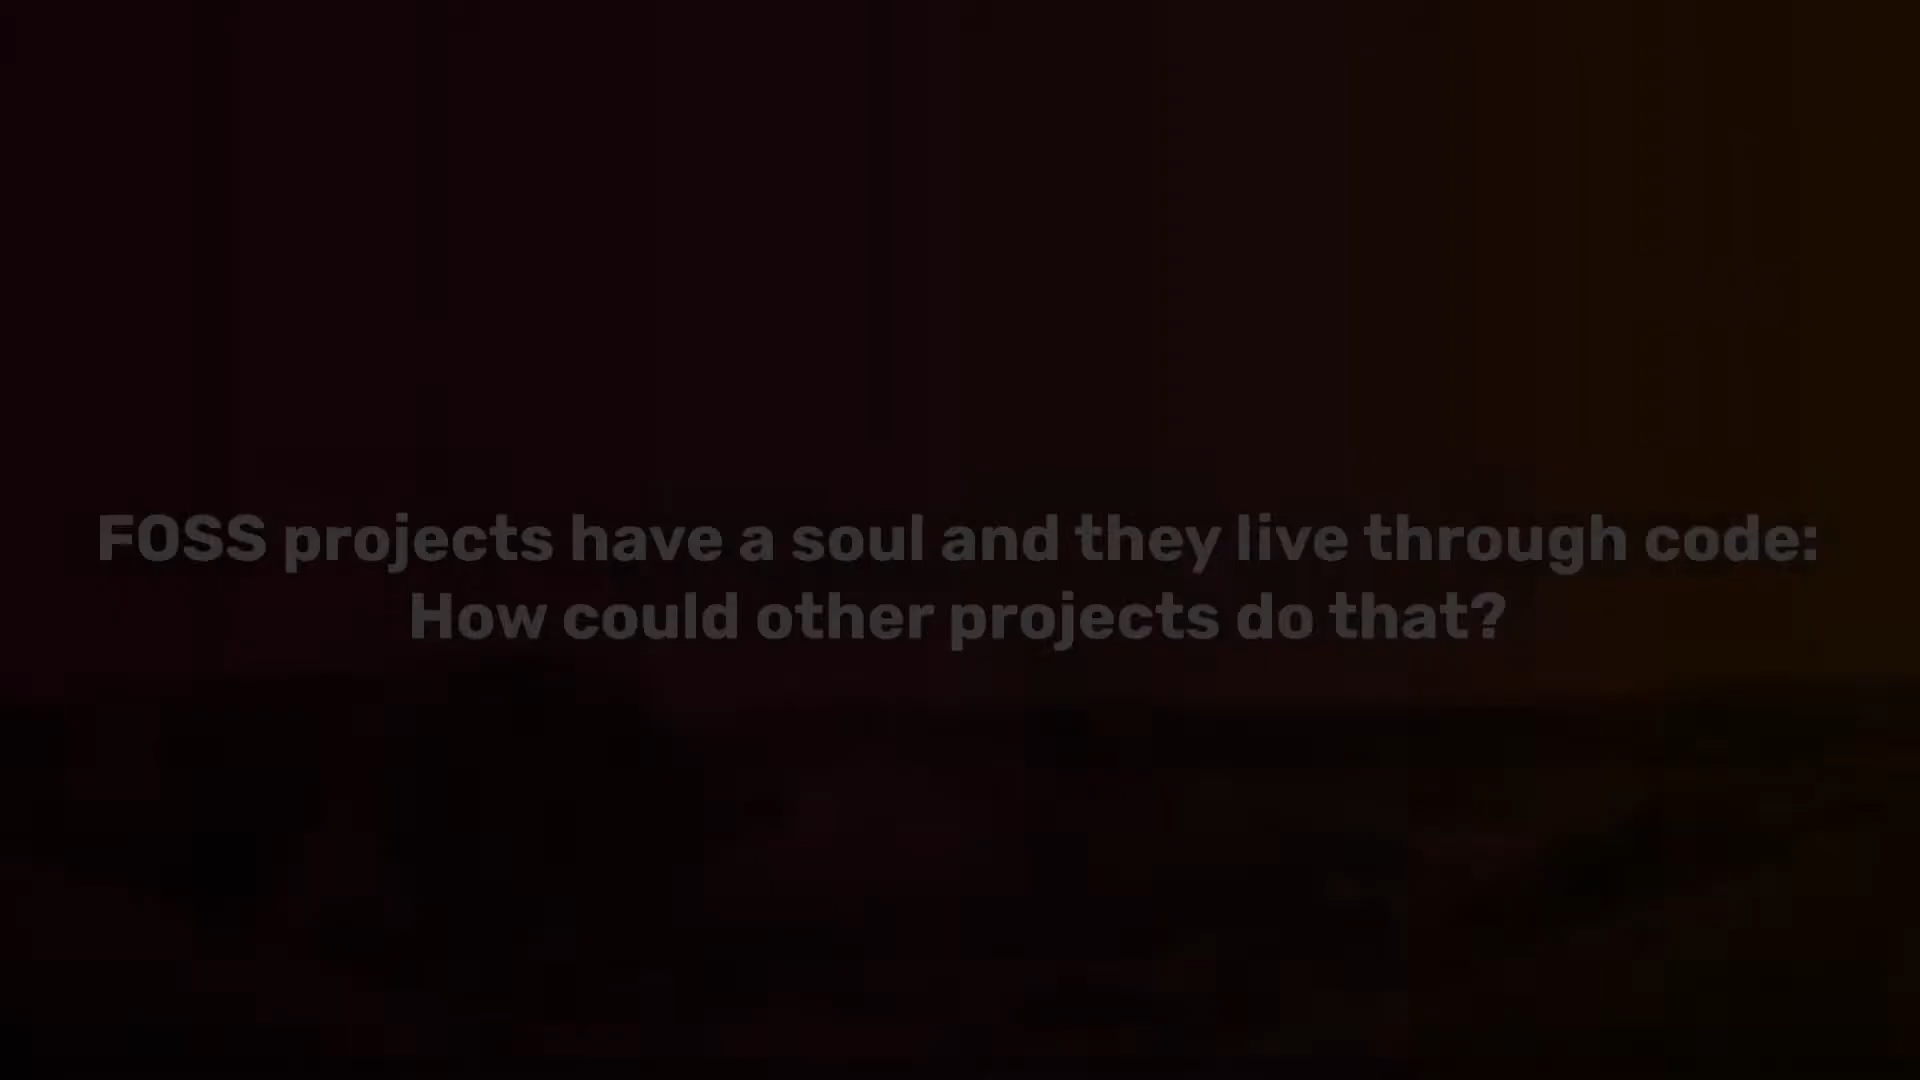 FOSS projects have a soul and they live through code:
How could other projects do that?